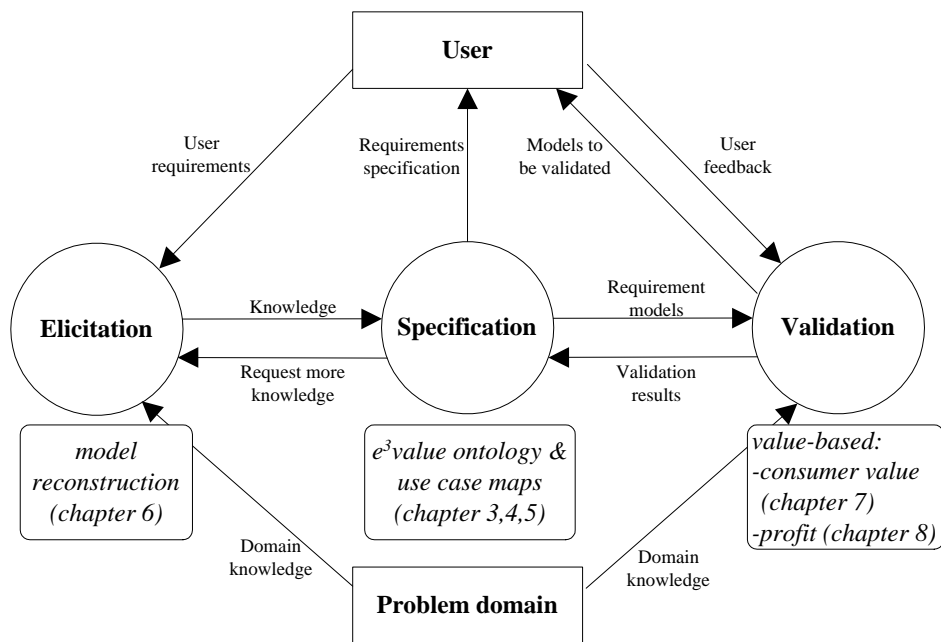 User
User
requirements
Requirements
specification
Models to
be validated
User
feedback
Elicitation
Knowledge
Request more
knowledge
Specification
Requirement
models
Validation
results
Validation
model
reconstruction
(chapter 6)
e³value ontology &
use case maps
(chapter 3,4,5)
value-based:
-consumer value
(chapter 7)
-profit (chapter 8)
Domain
knowledge
Domain
knowledge
Problem domain